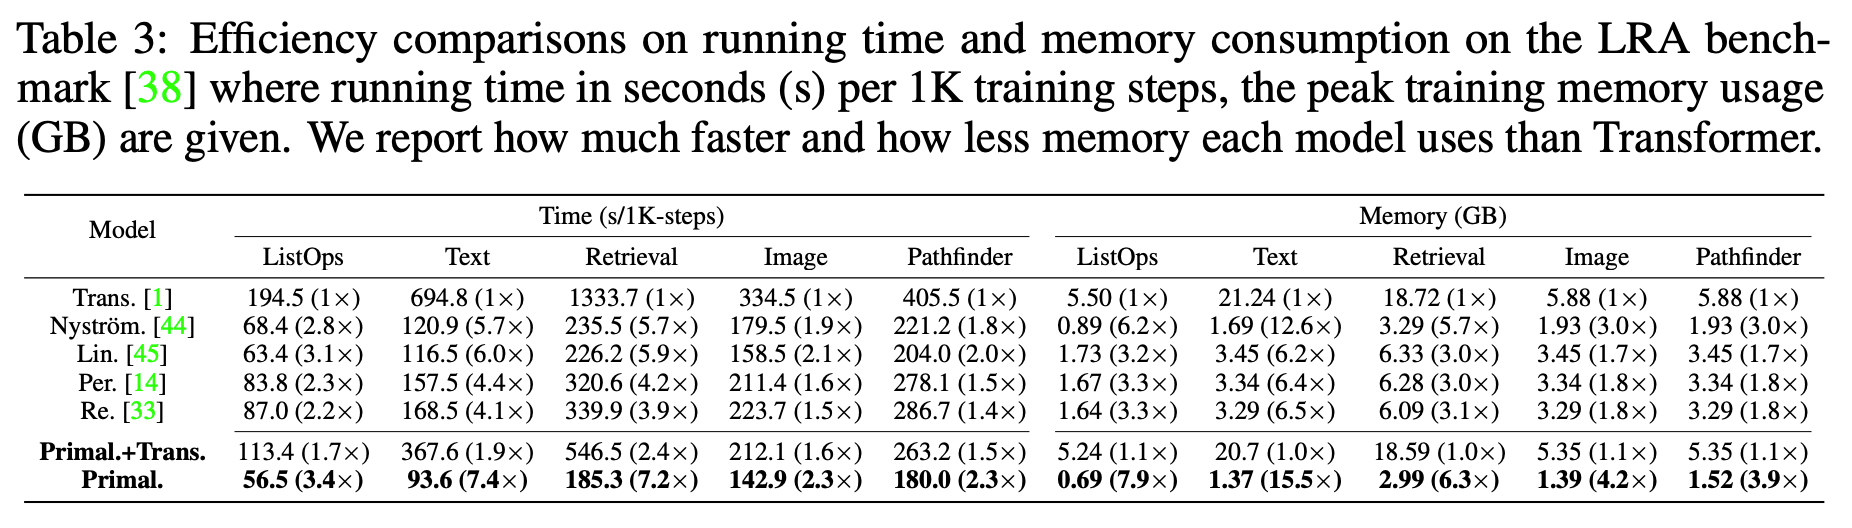 Table 3: Efficiency comparisons on running time and memory consumption on the LRA bench-
mark [38] where running time in seconds (s) per 1K training steps, the peak training memory usage
(GB) are given. We report how much faster and how less memory each model uses than Transformer.
Model Time (s/1K-steps) Memory (GB)
ListOps Text Retrieval Image Pathfinder ListOps Text Retrieval Image Pathfinder
Trans. [1] 194.5 (1×) 694.8 (1×) 1333.7 (1×) 334.5 (1×) 405.5 (1×) 5.50 (1×) 21.24 (1×) 18.72 (1×) 5.88 (1×) 5.88 (1×)
Nyström. [44] 68.4 (2.8×) 120.9 (5.7×) 235.5 (5.7×) 179.5 (1.9×) 221.2 (1.8×) 0.89 (6.2×) 1.69 (12.6×) 3.29 (5.7×) 1.93 (3.0×) 1.93 (3.0×)
Lin. [45] 63.4 (3.1×) 116.5 (6.0×) 226.2 (5.9×) 158.5 (2.1×) 204.0 (2.0×) 1.73 (3.2×) 3.45 (6.2×) 6.33 (3.0×) 3.45 (1.7×) 3.45 (1.7×)
Per. [14] 83.8 (2.3×) 157.5 (4.4×) 320.6 (4.2×) 211.4 (1.6×) 278.1 (1.5×) 1.67 (3.3×) 3.34 (6.4×) 6.28 (3.0×) 3.34 (1.8×) 3.34 (1.8×)
Re. [33] 87.0 (2.2×) 168.5 (4.1×) 339.9 (3.9×) 223.7 (1.5×) 286.7 (1.4×) 1.64 (3.3×) 3.29 (6.5×) 6.09 (3.1×) 3.29 (1.8×) 3.29 (1.8×)
Primal.+Trans. 113.4 (1.7×) 367.6 (1.9×) 546.5 (2.4×) 212.1 (1.6×) 263.2 (1.5×) 5.24 (1.1×) 20.7 (1.0×) 18.59 (1.0×) 5.35 (1.1×) 5.35 (1.1×)
Primal. 56.5 (3.4×) 93.6 (7.4×) 185.3 (7.2×) 142.9 (2.3×) 180.0 (2.3×) 0.69 (7.9×) 1.37 (15.5×) 2.99 (6.3×) 1.39 (4.2×) 1.52 (3.9×)